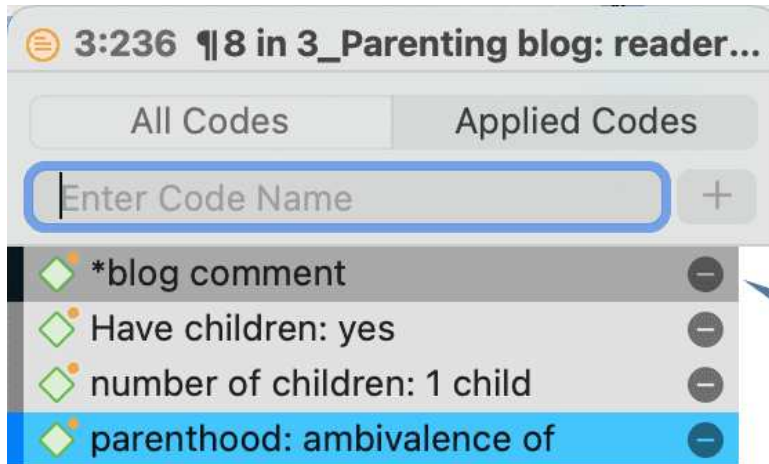 3:236 ¶8 in 3_Parenting blog: reader...
All Codes Applied Codes
Enter Code Name +
*blog comment
Have children: yes
number of children: 1 child
parenthood: ambivalence of